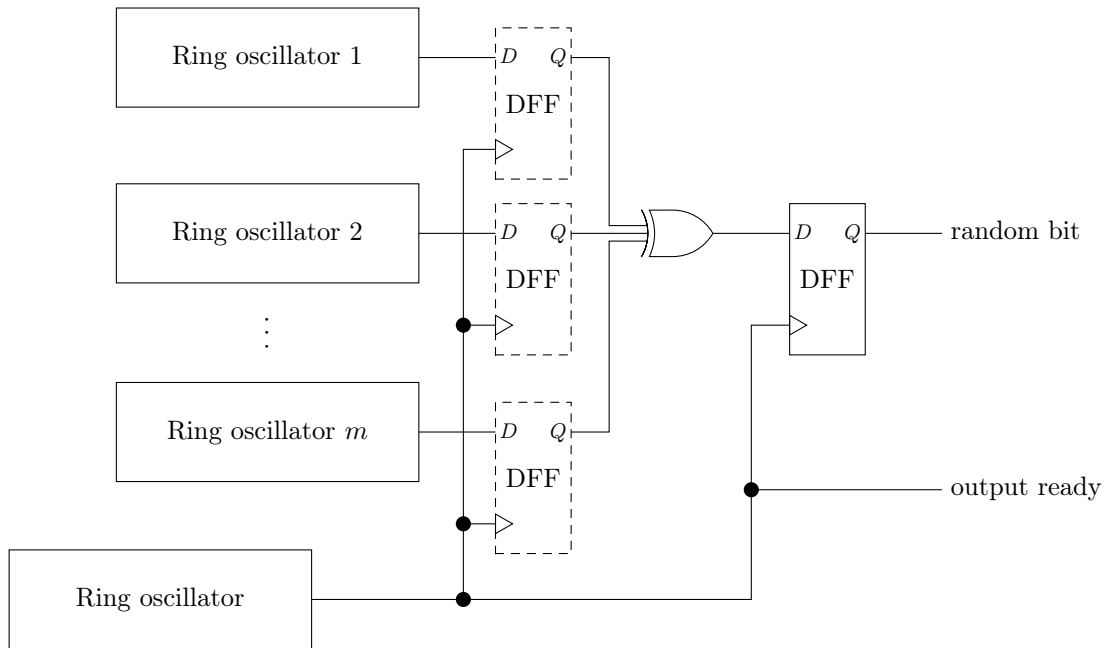 Ring oscillator 1
D Q
DFF
Ring oscillator 2
D Q
DFF
D Q
DFF
random bit
⋮
Ring oscillator m
D Q
DFF
output ready
Ring oscillator